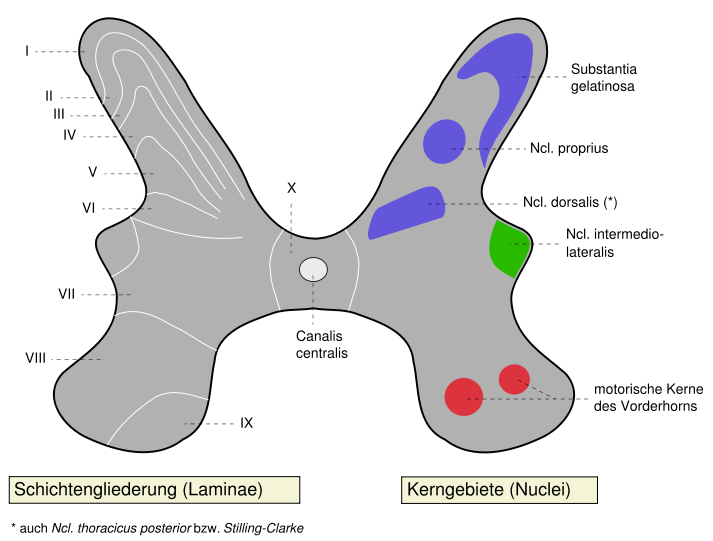 I
II
III
IV
V
VI
VII
VIII
IX
X
Canalis
centralis
Substantia
gelatinosa
Ncl. proprius
Ncl. dorsalis (*)
Ncl. intermedio-
lateralis
motorische Kerne
des Vorderhorns
Schichtengliederung (Laminae)
Kerngebiete (Nuclei)
* auch Ncl. thoracicus posterior bzw. Stilling-Clarke